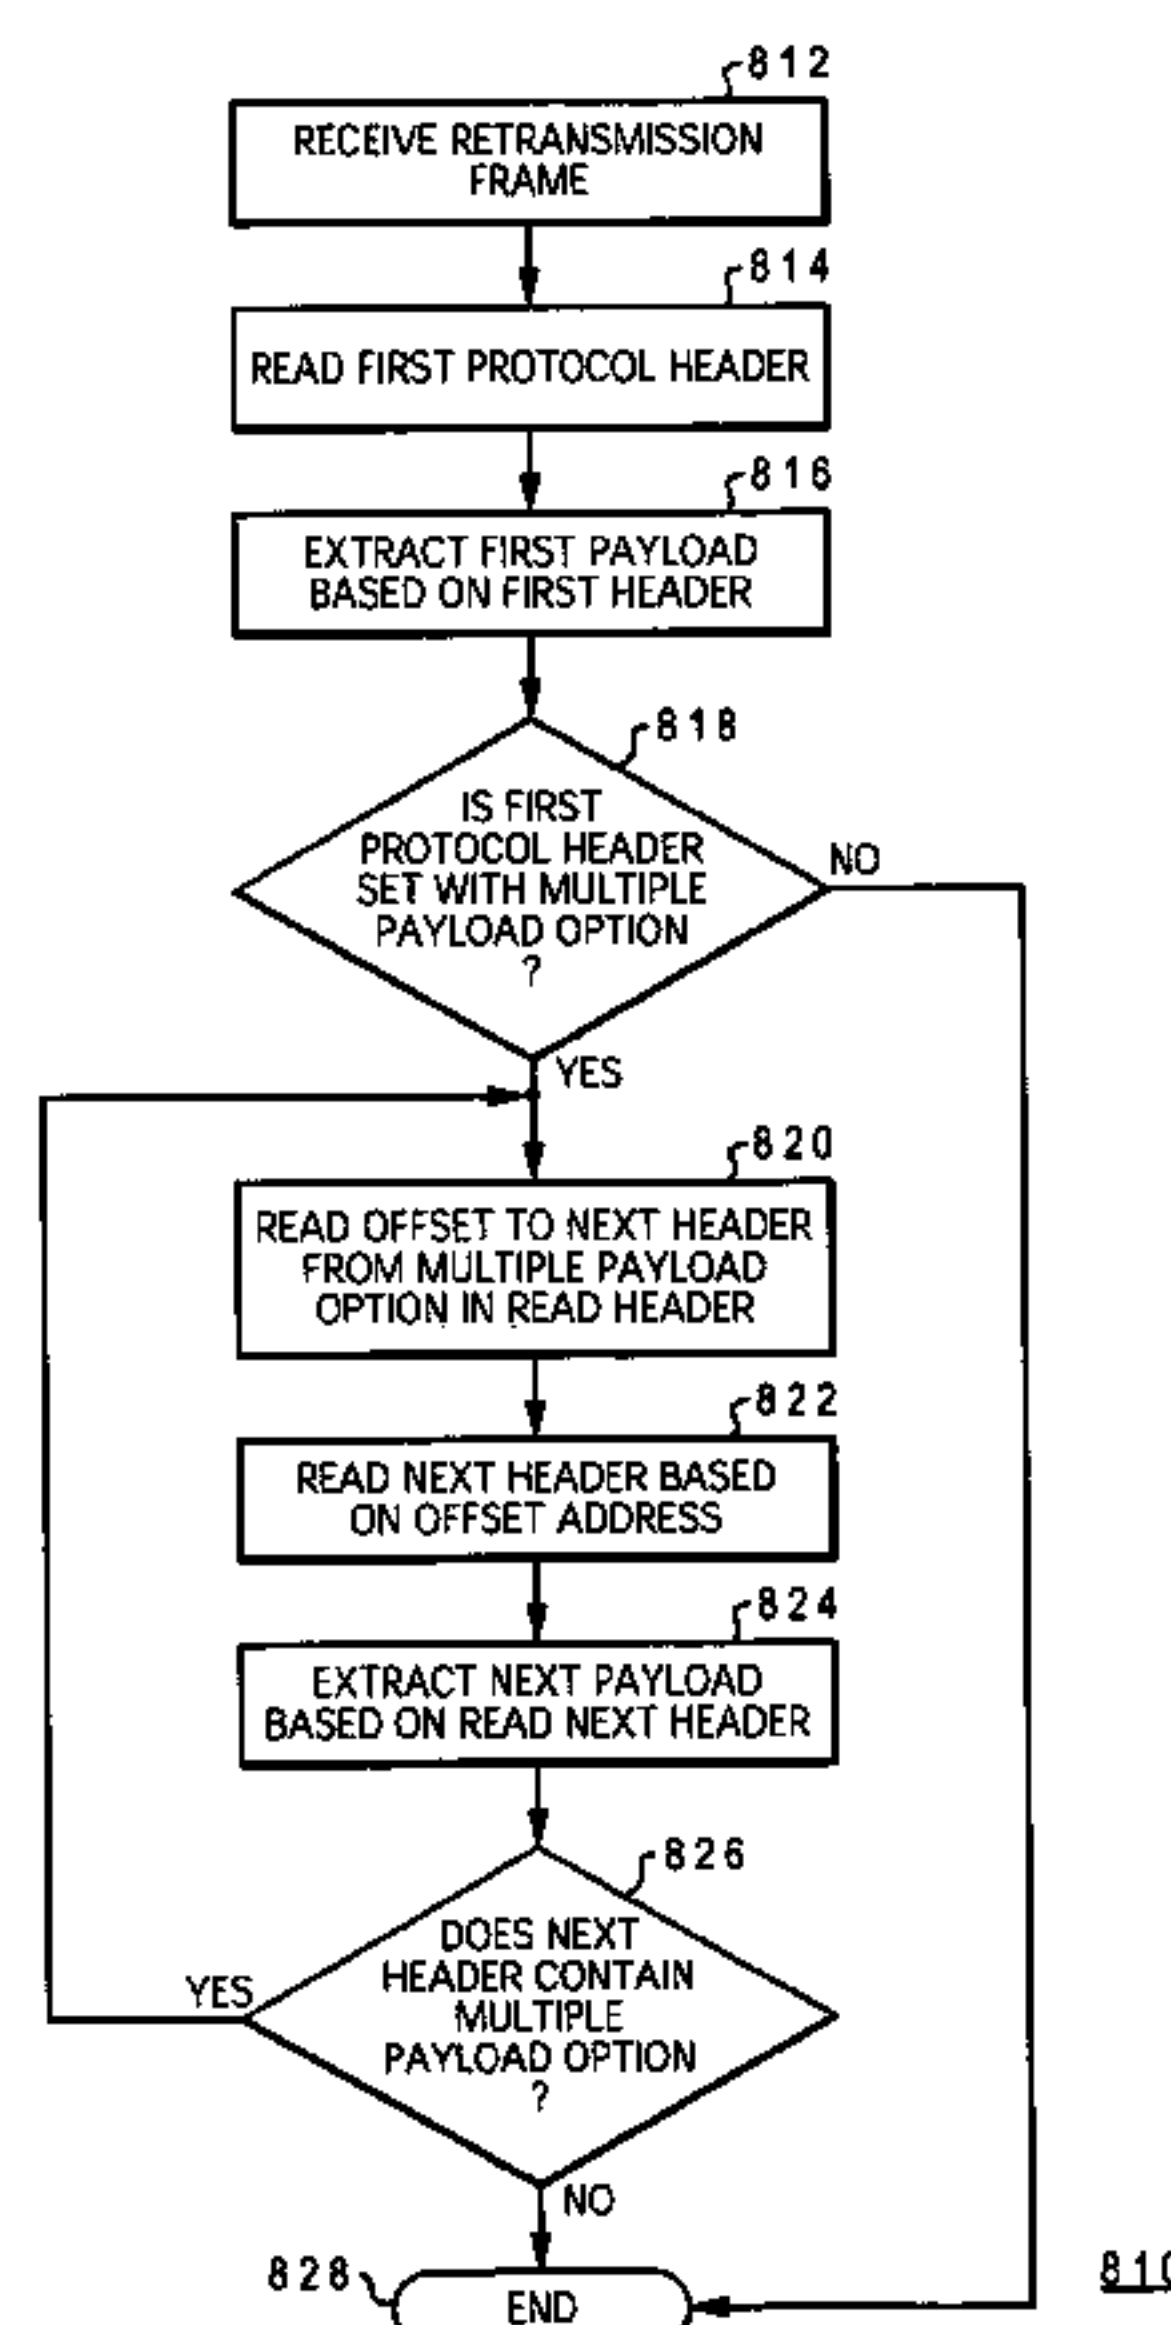 812
RECEIVE RETRANSMISSION
FRAME
814
READ FIRST PROTOCOL HEADER
816
EXTRACT FIRST PAYLOAD
BASED ON FIRST HEADER
818
IS FIRST
PROTOCOL HEADER
SET WITH MULTIPLE
PAYLOAD OPTION
?
NO
YES
820
READ OFFSET TO NEXT HEADER
FROM MULTIPLE PAYLOAD
OPTION IN READ HEADER
822
READ NEXT HEADER BASED
ON OFFSET ADDRESS
824
EXTRACT NEXT PAYLOAD
BASED ON READ NEXT HEADER
826
DOES NEXT
HEADER CONTAIN
MULTIPLE
PAYLOAD OPTION
?
YES
NO
828
END
810